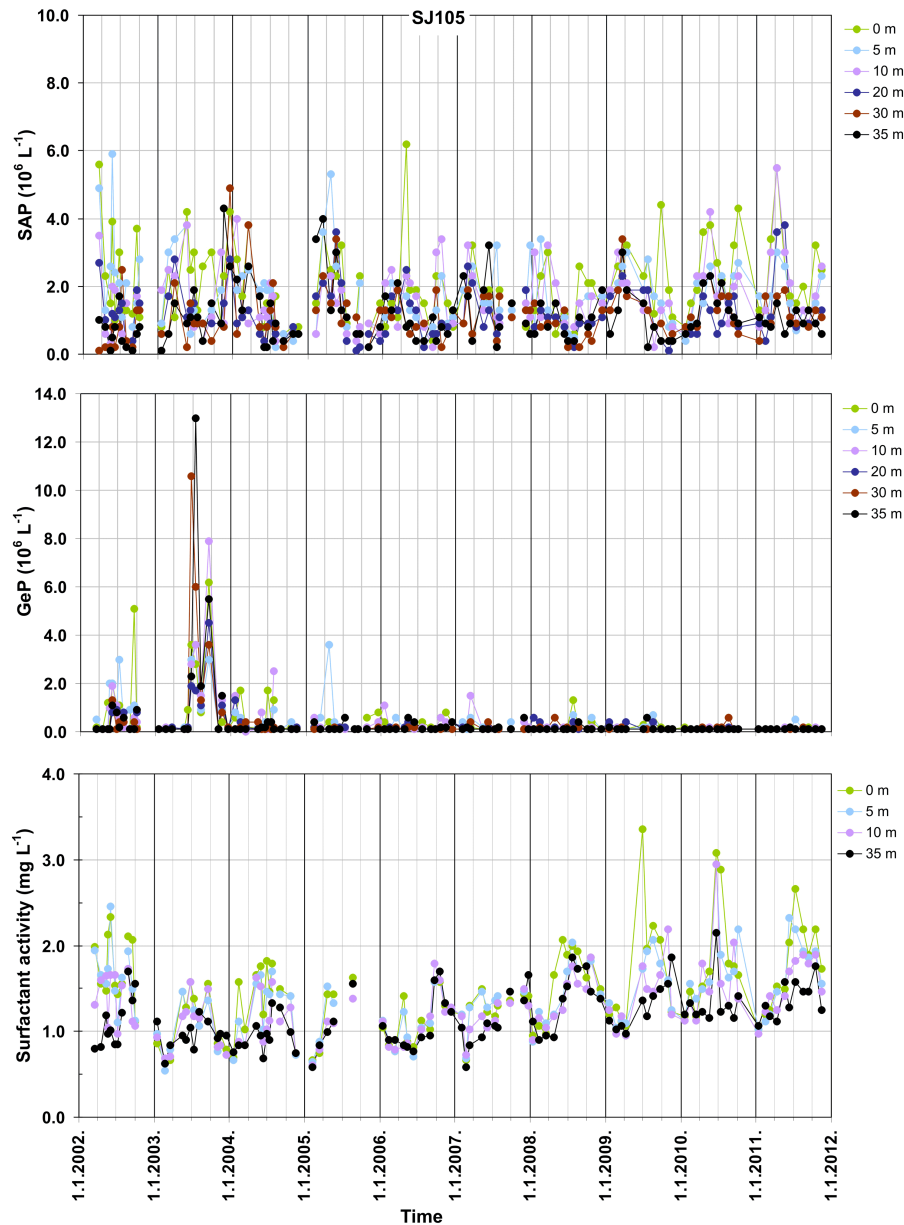 SJ105
10.0
8.0
6.0
4.0
2.0
0.0
SAP (10⁶ L⁻¹)
0 m
5 m
10 m
20 m
30 m
35 m
14.0
12.0
10.0
8.0
6.0
4.0
2.0
0.0
GeP (10⁶ L⁻¹)
0 m
5 m
10 m
20 m
30 m
35 m
4.0
3.0
2.0
1.0
0.0
Surfactant activity (mg L⁻¹)
0 m
5 m
10 m
35 m
1.1.2002.
1.1.2003.
1.1.2004.
1.1.2005.
1.1.2006.
1.1.2007.
1.1.2008.
1.1.2009.
1.1.2010.
1.1.2011.
1.1.2012.
Time